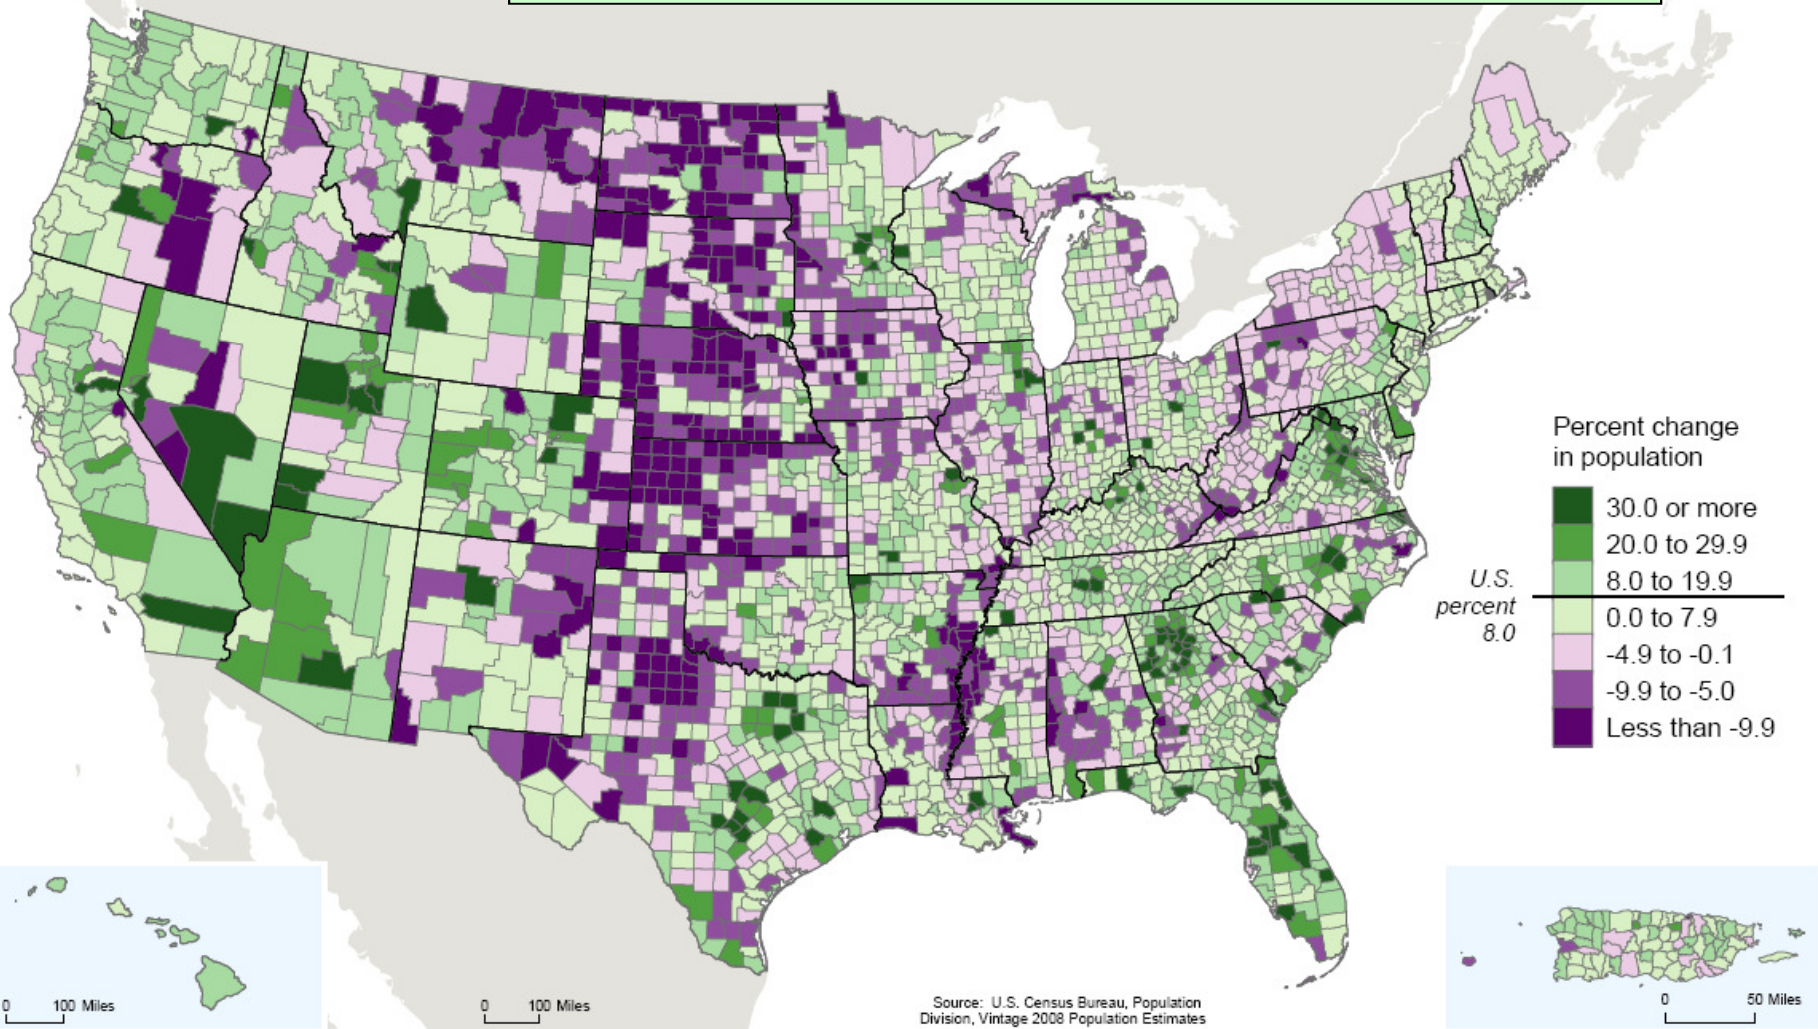 Percent change
in population
30.0 or more
20.0 to 29.9
8.0 to 19.9
0.0 to 7.9
-4.9 to -0.1
-9.9 to -5.0
Less than -9.9
U.S.
percent
8.0
0 100 Miles
0 100 Miles
Source: U.S. Census Bureau, Population
Division, Vintage 2008 Population Estimates
0 50 Miles